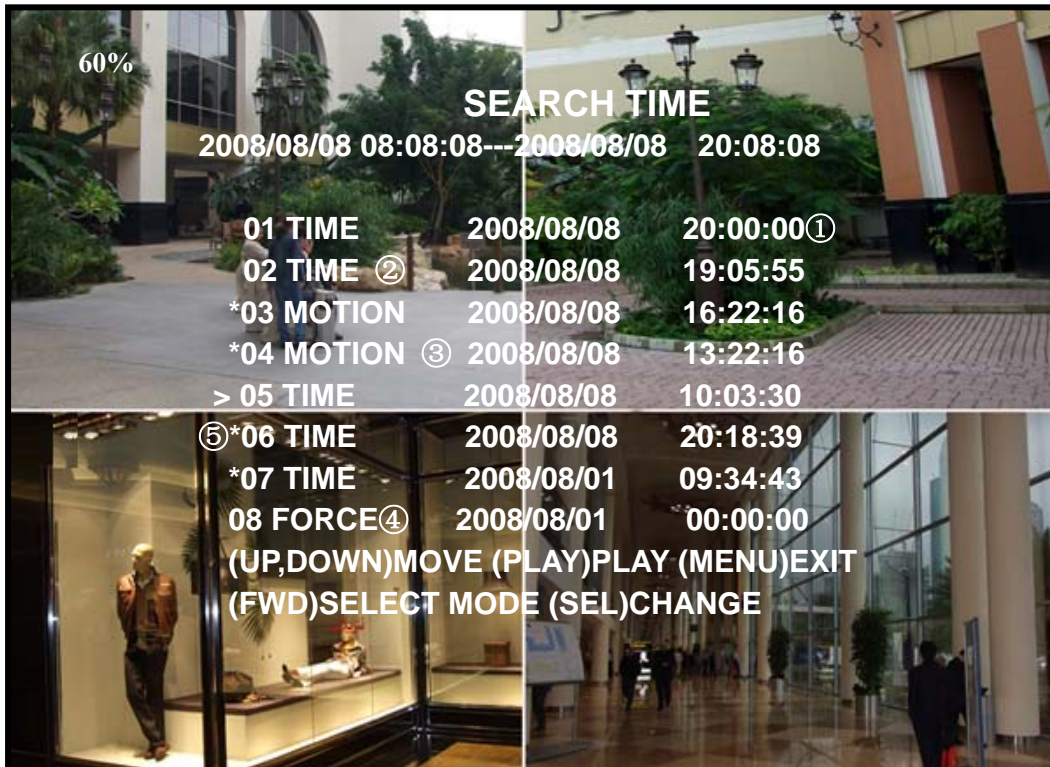 60%
SEARCH TIME
2008/08/08 08:08:08---2008/08/08 20:08:08
01 TIME 2008/08/08 20:00:00①
02 TIME ② 2008/08/08 19:05:55
*03 MOTION 2008/08/08 16:22:16
*04 MOTION ③ 2008/08/08 13:22:16
> 05 TIME 2008/08/08 10:03:30
⑤*06 TIME 2008/08/08 20:18:39
*07 TIME 2008/08/01 09:34:43
08 FORCE④ 2008/08/01 00:00:00
(UP,DOWN)MOVE (PLAY)PLAY (MENU)EXIT
(FWD)SELECT MODE (SEL)CHANGE